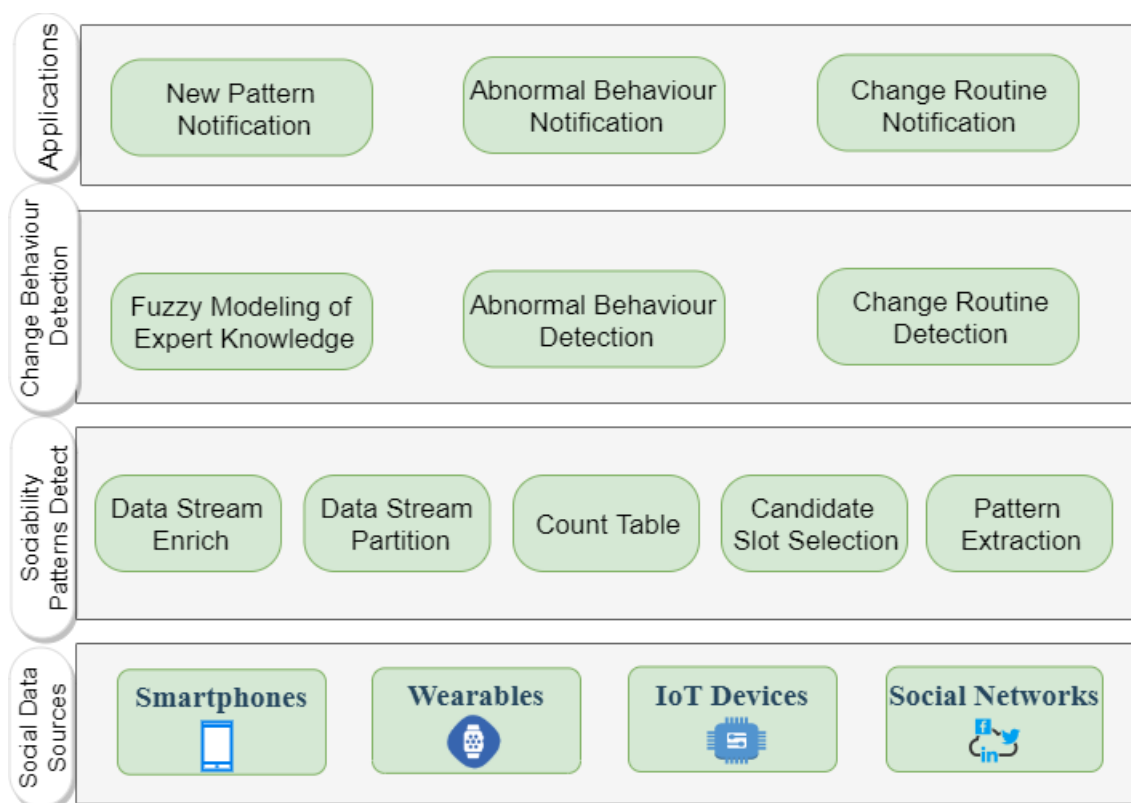 Applications
New Pattern
Notification
Abnormal Behaviour
Notification
Change Routine
Notification
Change Behaviour
Detection
Fuzzy Modeling of
Expert Knowledge
Abnormal Behaviour
Detection
Change Routine
Detection
Sociability
Patterns Detect
Data Stream
Enrich
Data Stream
Partition
Count Table
Candidate
Slot Selection
Pattern
Extraction
Social Data
Sources
Smartphones
Wearables
IoT Devices
Social Networks
f
in